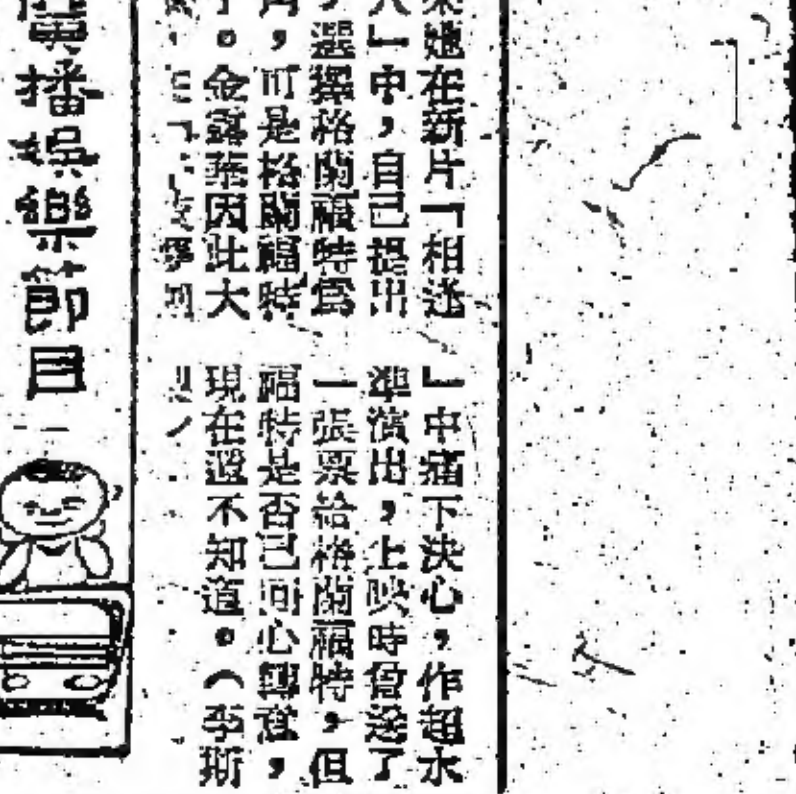 她在新片「相逢
人」中，自己提出
，選擇格蘭福特爲
角，可是格蘭福特
。金露華因此大
」中痛下決心，作超水
準演出，上映時曾送了
一張票給格蘭福特，但
福特是否已回心轉意，
現在還不知道。（李斯
播娛樂節目